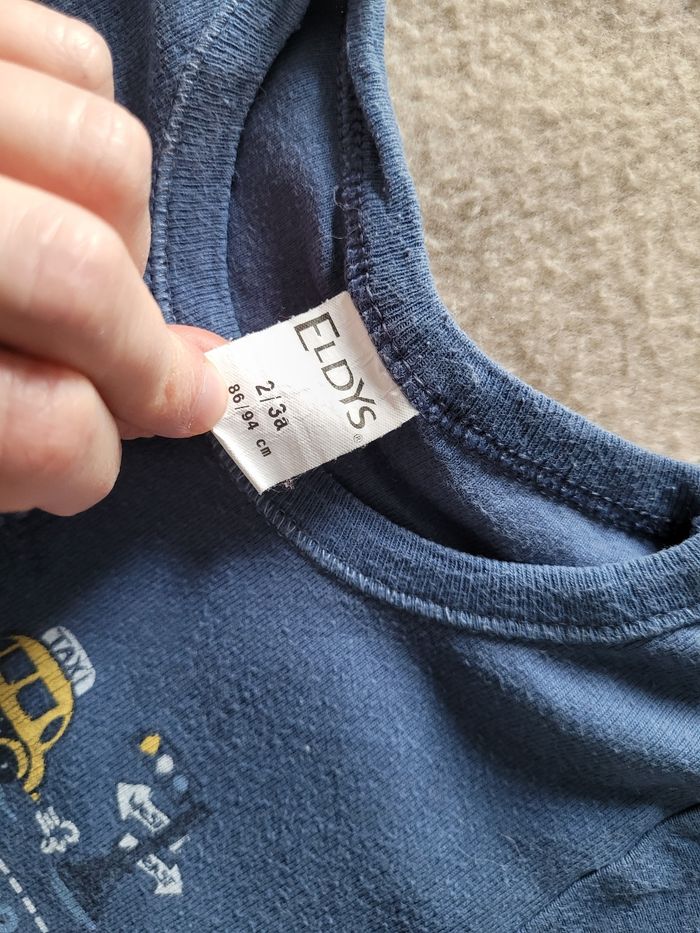 ELDYS®
2/3a
86/94 cm
TAXI